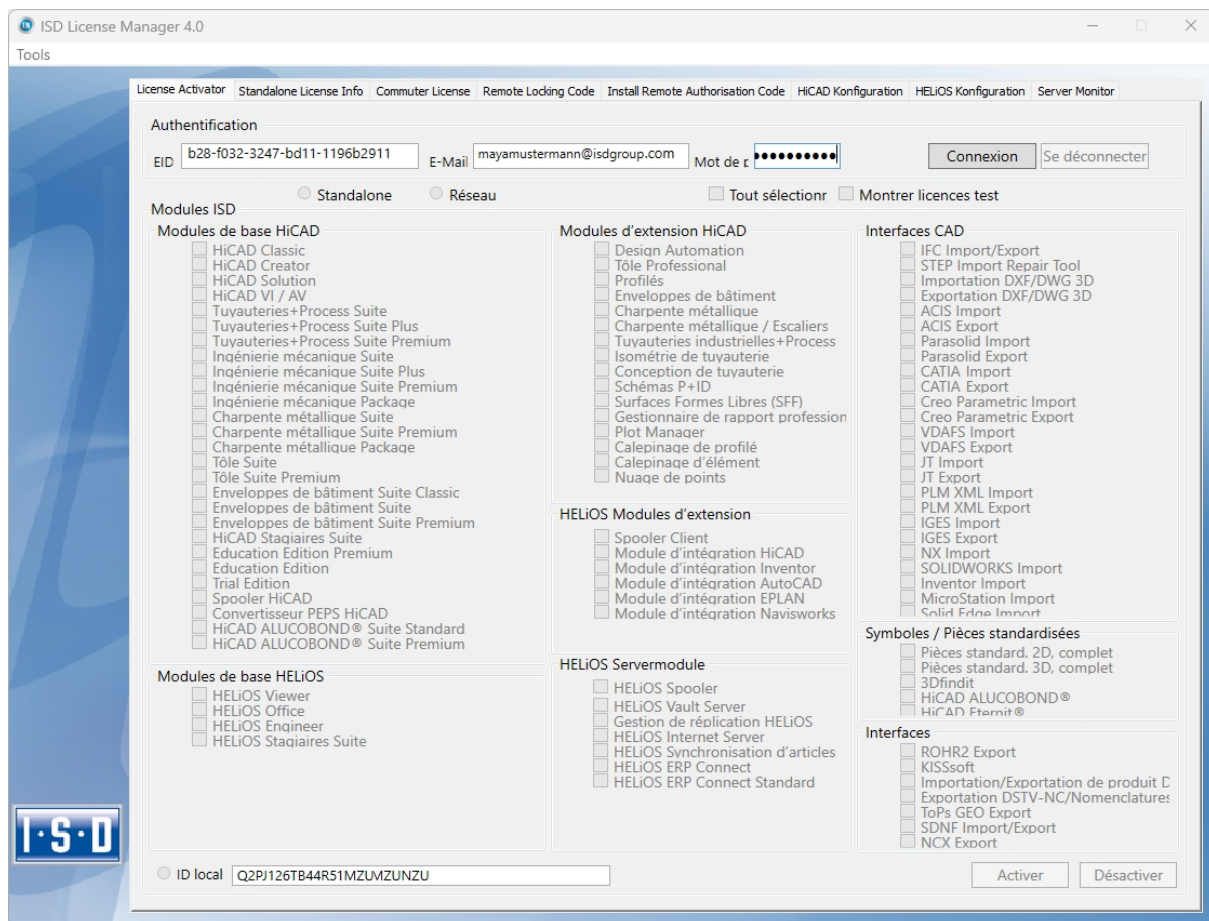 ISD License Manager 4.0
Tools
License Activator Standalone License Info Commuter License Remote Locking Code Install Remote Authorisation Code HiCAD Konfiguration HELiOS Konfiguration Server Monitor
Authentification
EID b28-f032-3247-bd11-1196b2911 E-Mail mayamustermann@isdgroup.com Mot de p ●●●●●●●●●● Connexion Se déconnecter
Standalone Réseau Tout sélectionr Montrer licences test
Modules ISD
Modules de base HiCAD
HiCAD Classic
HiCAD Creator
HiCAD Solution
HiCAD VI / AV
Tuyauteries+Process Suite
Tuyauteries+Process Suite Plus
Tuyauteries+Process Suite Premium
Ingénierie mécanique Suite
Ingénierie mécanique Suite Plus
Ingénierie mécanique Suite Premium
Ingénierie mécanique Package
Charpente métallique Suite
Charpente métallique Suite Premium
Charpente métallique Package
Tôle Suite
Tôle Suite Premium
Enveloppes de bâtiment Suite Classic
Enveloppes de bâtiment Suite
Enveloppes de bâtiment Suite Premium
HiCAD Stagiaires Suite
Education Edition Premium
Education Edition
Trial Edition
Spooler HiCAD
Convertisseur PEPS HiCAD
HiCAD ALUCOBOND® Suite Standard
HiCAD ALUCOBOND® Suite Premium
Modules de base HELiOS
HELiOS Viewer
HELiOS Office
HELiOS Engineer
HELiOS Stagiaires Suite
Modules d'extension HiCAD
Design Automation
Tôle Professional
Profilés
Enveloppes de bâtiment
Charpente métallique
Charpente métallique / Escaliers
Tuyauteries industrielles+Process
Isométrie de tuyauterie
Conception de tuyauterie
Schémas P+ID
Surfaces Formes Libres (SFF)
Gestionnaire de rapport profession
Plot Manager
Calepinage de profilé
Calepinage d'élément
Nuage de points
HELiOS Modules d'extension
Spooler Client
Module d'intégration HiCAD
Module d'intégration Inventor
Module d'intégration AutoCAD
Module d'intégration EPLAN
Module d'intégration Navisworks
HELiOS Servermodule
HELiOS Spooler
HELiOS Vault Server
Gestion de réplication HELiOS
HELiOS Internet Server
HELiOS Synchronisation d'articles
HELiOS ERP Connect
HELiOS ERP Connect Standard
Interfaces CAD
IFC Import/Export
STEP Import Repair Tool
Importation DXF/DWG 3D
Exportation DXF/DWG 3D
ACIS Import
ACIS Export
Parasolid Import
Parasolid Export
CATIA Import
CATIA Export
Creo Parametric Import
Creo Parametric Export
VDAFS Import
VDAFS Export
JT Import
JT Export
PLM XML Import
PLM XML Export
IGES Import
IGES Export
NX Import
SOLIDWORKS Import
Inventor Import
MicroStation Import
Solid Edge Import
Symboles / Pièces standardisées
Pièces standard. 2D, complet
Pièces standard. 3D, complet
3Dfindit
HiCAD ALUCOBOND®
HiCAD Eternit®
Interfaces
ROHR2 Export
KISSsoft
Importation/Exportation de produit D
Exportation DSTV-NC/Nomenclatures
ToPs GEO Export
SDNF Import/Export
NCX Export
I·S·D
ID local Q2PJ126TB44R51MZUMZUNZU Activer Désactiver